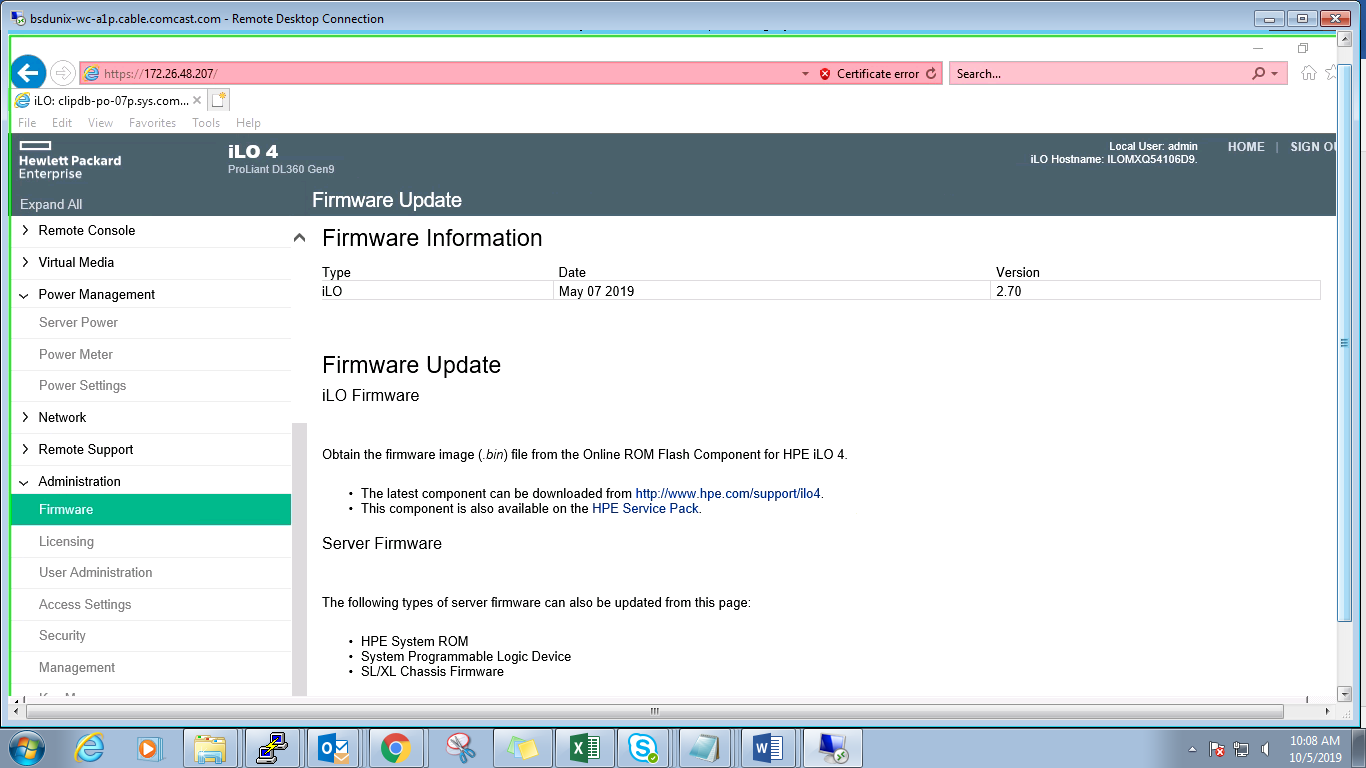 bsdunix-wc-a1p.cable.comcast.com - Remote Desktop Connection
https://172.26.48.207/
Certificate error
Search...
iLO: clipdb-po-07p.sys.com...
File Edit View Favorites Tools Help
Hewlett Packard
Enterprise
iLO 4
ProLiant DL360 Gen9
Local User: admin
iLO Hostname: ILOMXQ54106D9.
HOME | SIGN OU
Expand All
Firmware Update
Remote Console
Virtual Media
Power Management
Server Power
Power Meter
Power Settings
Network
Remote Support
Administration
Firmware
Licensing
User Administration
Access Settings
Security
Management
Firmware Information
Type Date Version
iLO May 07 2019 2.70
Firmware Update
iLO Firmware
Obtain the firmware image (.bin) file from the Online ROM Flash Component for HPE iLO 4.
• The latest component can be downloaded from http://www.hpe.com/support/ilo4.
• This component is also available on the HPE Service Pack.
Server Firmware
The following types of server firmware can also be updated from this page:
• HPE System ROM
• System Programmable Logic Device
• SL/XL Chassis Firmware
10:08 AM
10/5/2019